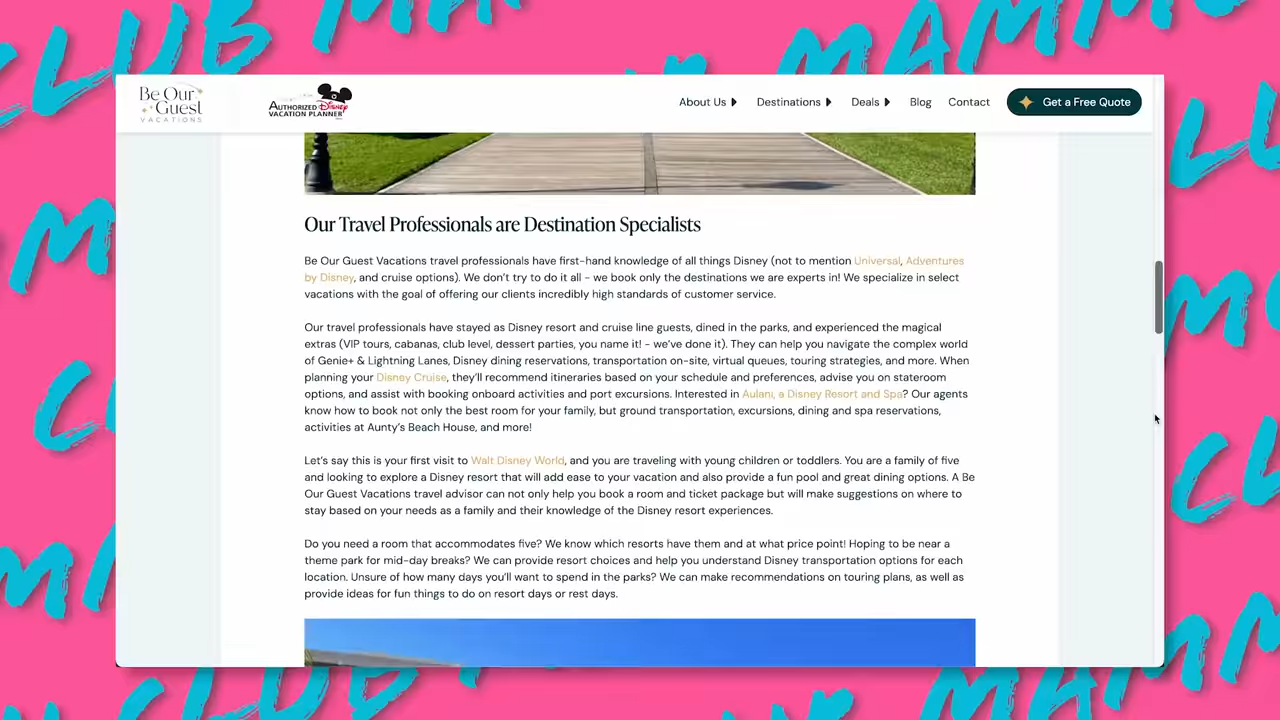 CLUB MAMMO
Be Our
Guest
VACATIONS
AUTHORIZED Disney
VACATION PLANNER
About Us
Destinations
Deals
Blog
Contact
Get a Free Quote
Our Travel Professionals are Destination Specialists
Be Our Guest Vacations travel professionals have first-hand knowledge of all things Disney (not to mention Universal, Adventures
by Disney, and cruise options). We don't try to do it all - we book only the destinations we are experts in! We specialize in select
vacations with the goal of offering our clients incredibly high standards of customer service.
Our travel professionals have stayed as Disney resort and cruise line guests, dined in the parks, and experienced the magical
extras (VIP tours, cabanas, club level, dessert parties, you name it! - we've done it). They can help you navigate the complex world
of Genie+ & Lightning Lanes, Disney dining reservations, transportation on-site, virtual queues, touring strategies, and more. When
planning your Disney Cruise, they'll recommend itineraries based on your schedule and preferences, advise you on stateroom
options, and assist with booking onboard activities and port excursions. Interested in Aulani, a Disney Resort and Spa? Our agents
know how to book not only the best room for your family, but ground transportation, excursions, dining and spa reservations,
activities at Aunty's Beach House, and more!
Let's say this is your first visit to Walt Disney World, and you are traveling with young children or toddlers. You are a family of five
and looking to explore a Disney resort that will add ease to your vacation and also provide a fun pool and great dining options. A Be
Our Guest Vacations travel advisor can not only help you book a room and ticket package but will make suggestions on where to
stay based on your needs as a family and their knowledge of the Disney resort experiences.
Do you need a room that accommodates five? We know which resorts have them and at what price point! Hoping to be near a
theme park for mid-day breaks? We can provide resort choices and help you understand Disney transportation options for each
location. Unsure of how many days you'll want to spend in the parks? We can make recommendations on touring plans, as well as
provide ideas for fun things to do on resort days or rest days.